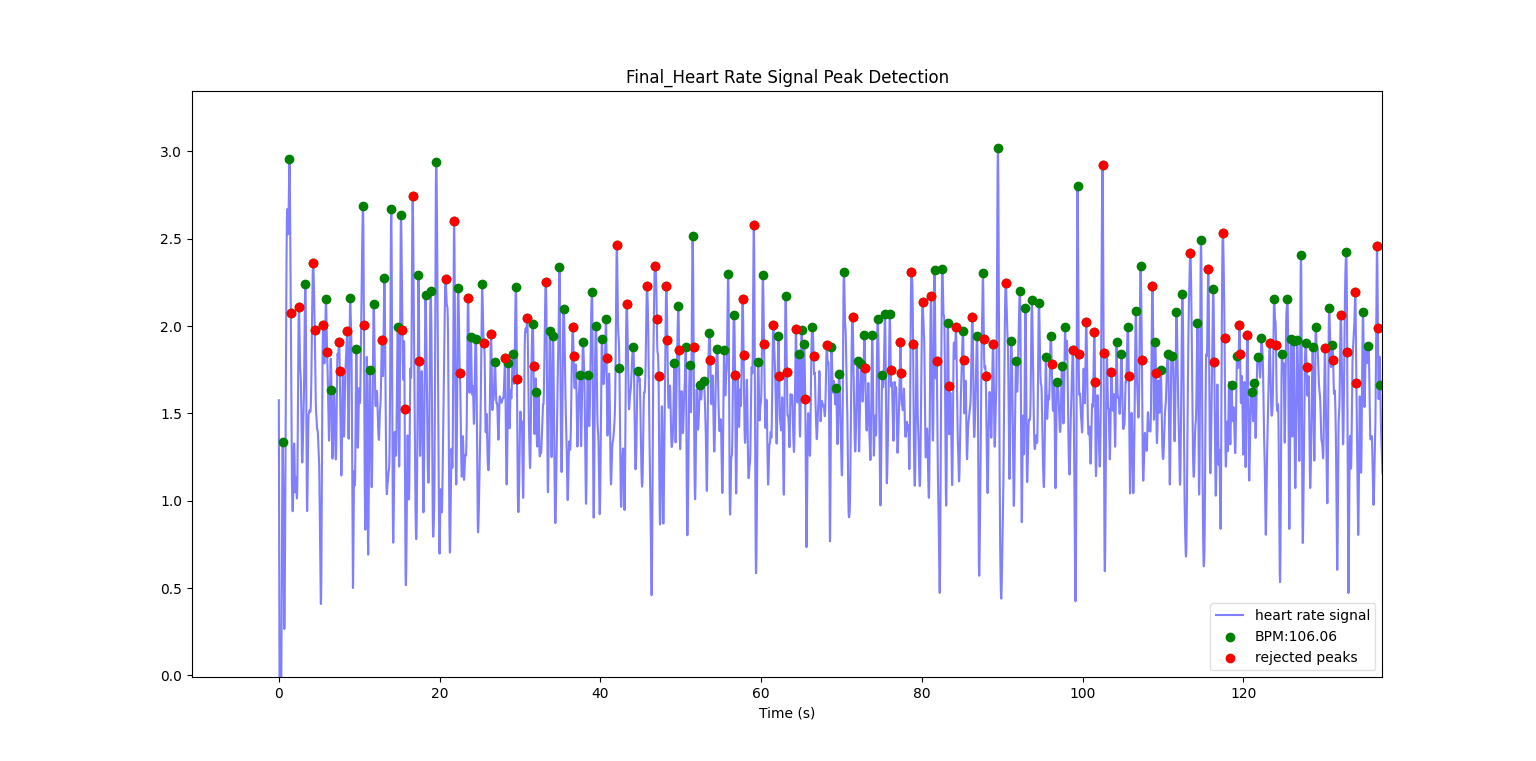 Final_Heart Rate Signal Peak Detection
3.0
2.5
2.0
1.5
1.0
0.5
0.0
heart rate signal
BPM:106.06
rejected peaks
0 20 40 60 80 100 120
Time (s)